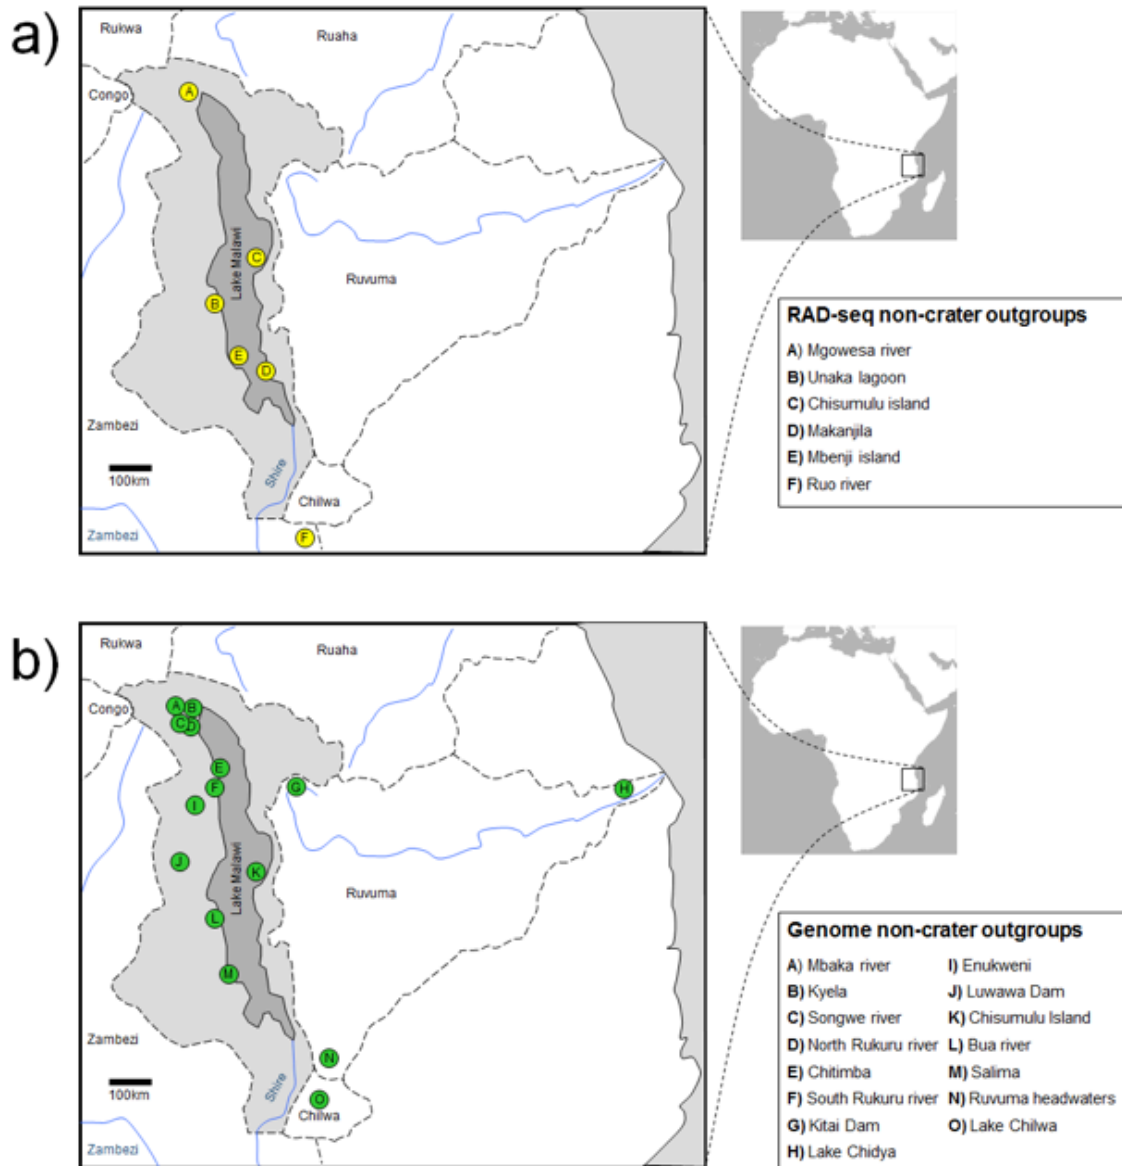 a)
Rukwa
Ruaha
Congo
A
C
Lake Malawi
B
Ruvuma
E
D
Zambezi
100km
Shire
Chilwa
Zambezi
F
RAD-seq non-crater outgroups
A) Mgowesa river
B) Unaka lagoon
C) Chisumulu island
D) Makanjila
E) Mbenji island
F) Ruo river
b)
Rukwa
Ruaha
Congo
A
B
C
D
E
F
G
H
I
J
K
Lake Malawi
Ruvuma
L
M
Zambezi
N
100km
Shire
O
Chilwa
Zambezi
Genome non-crater outgroups
A) Mbaka river
B) Kyela
C) Songwe river
D) North Rukuru river
E) Chitimba
F) South Rukuru river
G) Kitai Dam
H) Lake Chidya
I) Enukweni
J) Luwawa Dam
K) Chisumulu Island
L) Bua river
M) Salima
N) Ruvuma headwaters
O) Lake Chilwa